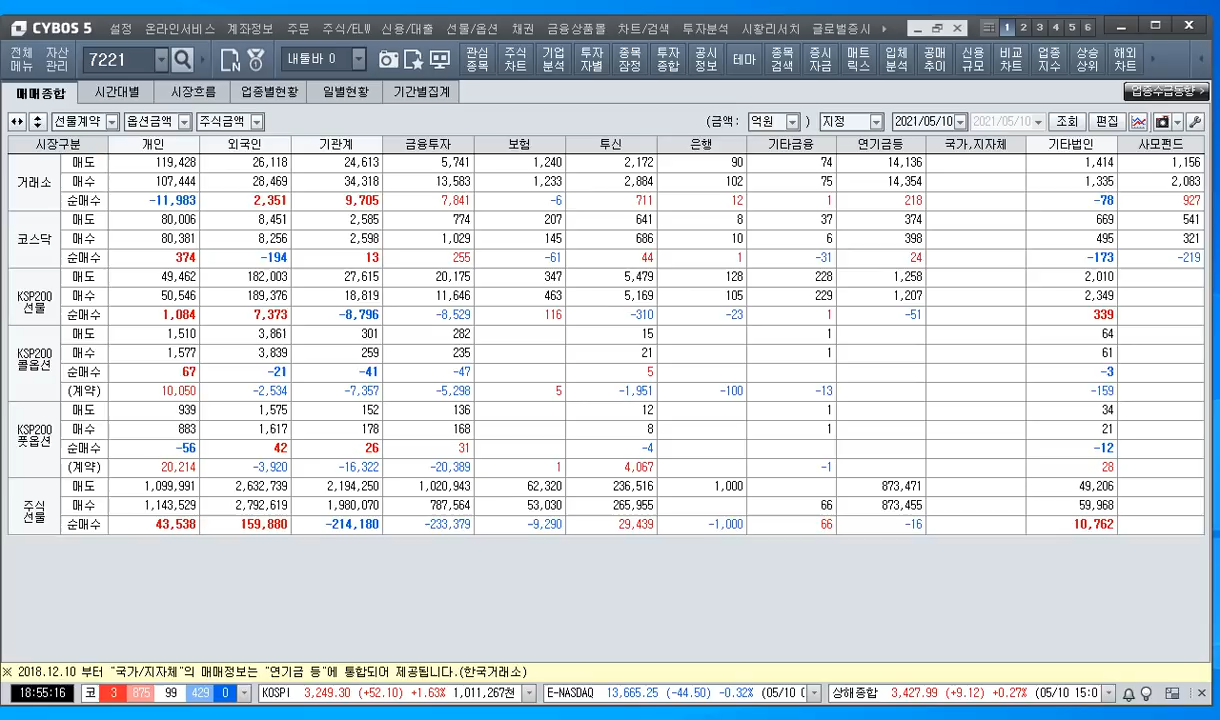 CYBOS 5 설정 온라인서비스 계좌정보 주문 주식/ELW 신용/대출 선물/옵션 채권 금융상품몰 차트/검색 투자분석 시황리서치 글로벌증시 1 2 3 4 5 6
전체메뉴 자산관리 7221 내툴바 0 관심종목 주식차트 기업분석 투자자별 종목잠정 투자종합 공시정보 테마 종목검색 증시자금 매트릭스 입체분석 공매추이 신용규모 비교차트 업종지수 상승상위 해외차트
매매종합 시간대별 시장흐름 업종별현황 일별현황 기간별집계 업종수급동향 >
선물계약 옵션금액 주식금액 (금액: 억원 ) 지정 2021/05/10 2021/05/10 조회 편집
시장구분 개인 외국인 기관계 금융투자 보험 투신 은행 기타금융 연기금등 국가,지자체 기타법인 사모펀드
거래소 매도 119,428 26,118 24,613 5,741 1,240 2,172 90 74 14,136 1,414 1,156
매수 107,444 28,469 34,318 13,583 1,233 2,884 102 75 14,354 1,335 2,083
순매수 -11,983 2,351 9,705 7,841 -6 711 12 1 218 -78 927
코스닥 매도 80,006 8,451 2,585 774 207 641 8 37 374 669 541
매수 80,381 8,256 2,598 1,029 145 686 10 6 398 495 321
순매수 374 -194 13 255 -61 44 1 -31 24 -173 -219
KSP200 선물 매도 49,462 182,003 27,615 20,175 347 5,479 128 228 1,258 2,010
매수 50,546 189,376 18,819 11,646 463 5,169 105 229 1,207 2,349
순매수 1,084 7,373 -8,796 -8,529 116 -310 -23 1 -51 339
KSP200 콜옵션 매도 1,510 3,861 301 282 15 1 64
매수 1,577 3,839 259 235 21 1 61
순매수 67 -21 -41 -47 5 -3
(계약) 10,050 -2,534 -7,357 -5,298 5 -1,951 -100 -13 -159
KSP200 풋옵션 매도 939 1,575 152 136 12 1 34
매수 883 1,617 178 168 8 1 21
순매수 -56 42 26 31 -4 -12
(계약) 20,214 -3,920 -16,322 -20,389 1 4,067 -1 28
주식 선물 매도 1,099,991 2,632,739 2,194,250 1,020,943 62,320 236,516 1,000 873,471 49,206
매수 1,143,529 2,792,619 1,980,070 787,564 53,030 265,955 66 873,455 59,968
순매수 43,538 159,880 -214,180 -233,379 -9,290 29,439 -1,000 66 -16 10,762
※ 2018.12.10 부터 "국가/지자체"의 매매정보는 "연기금 등"에 통합되어 제공됩니다.(한국거래소)
18:55:16 코 3 875 99 429 0 KOSPI 3,249.30 (+52.10) +1.63% 1,011,267천 E-NASDAQ 13,665.25 (-44.50) -0.32% (05/10 상해종합 3,427.99 (+9.12) +0.27% (05/10 15:0